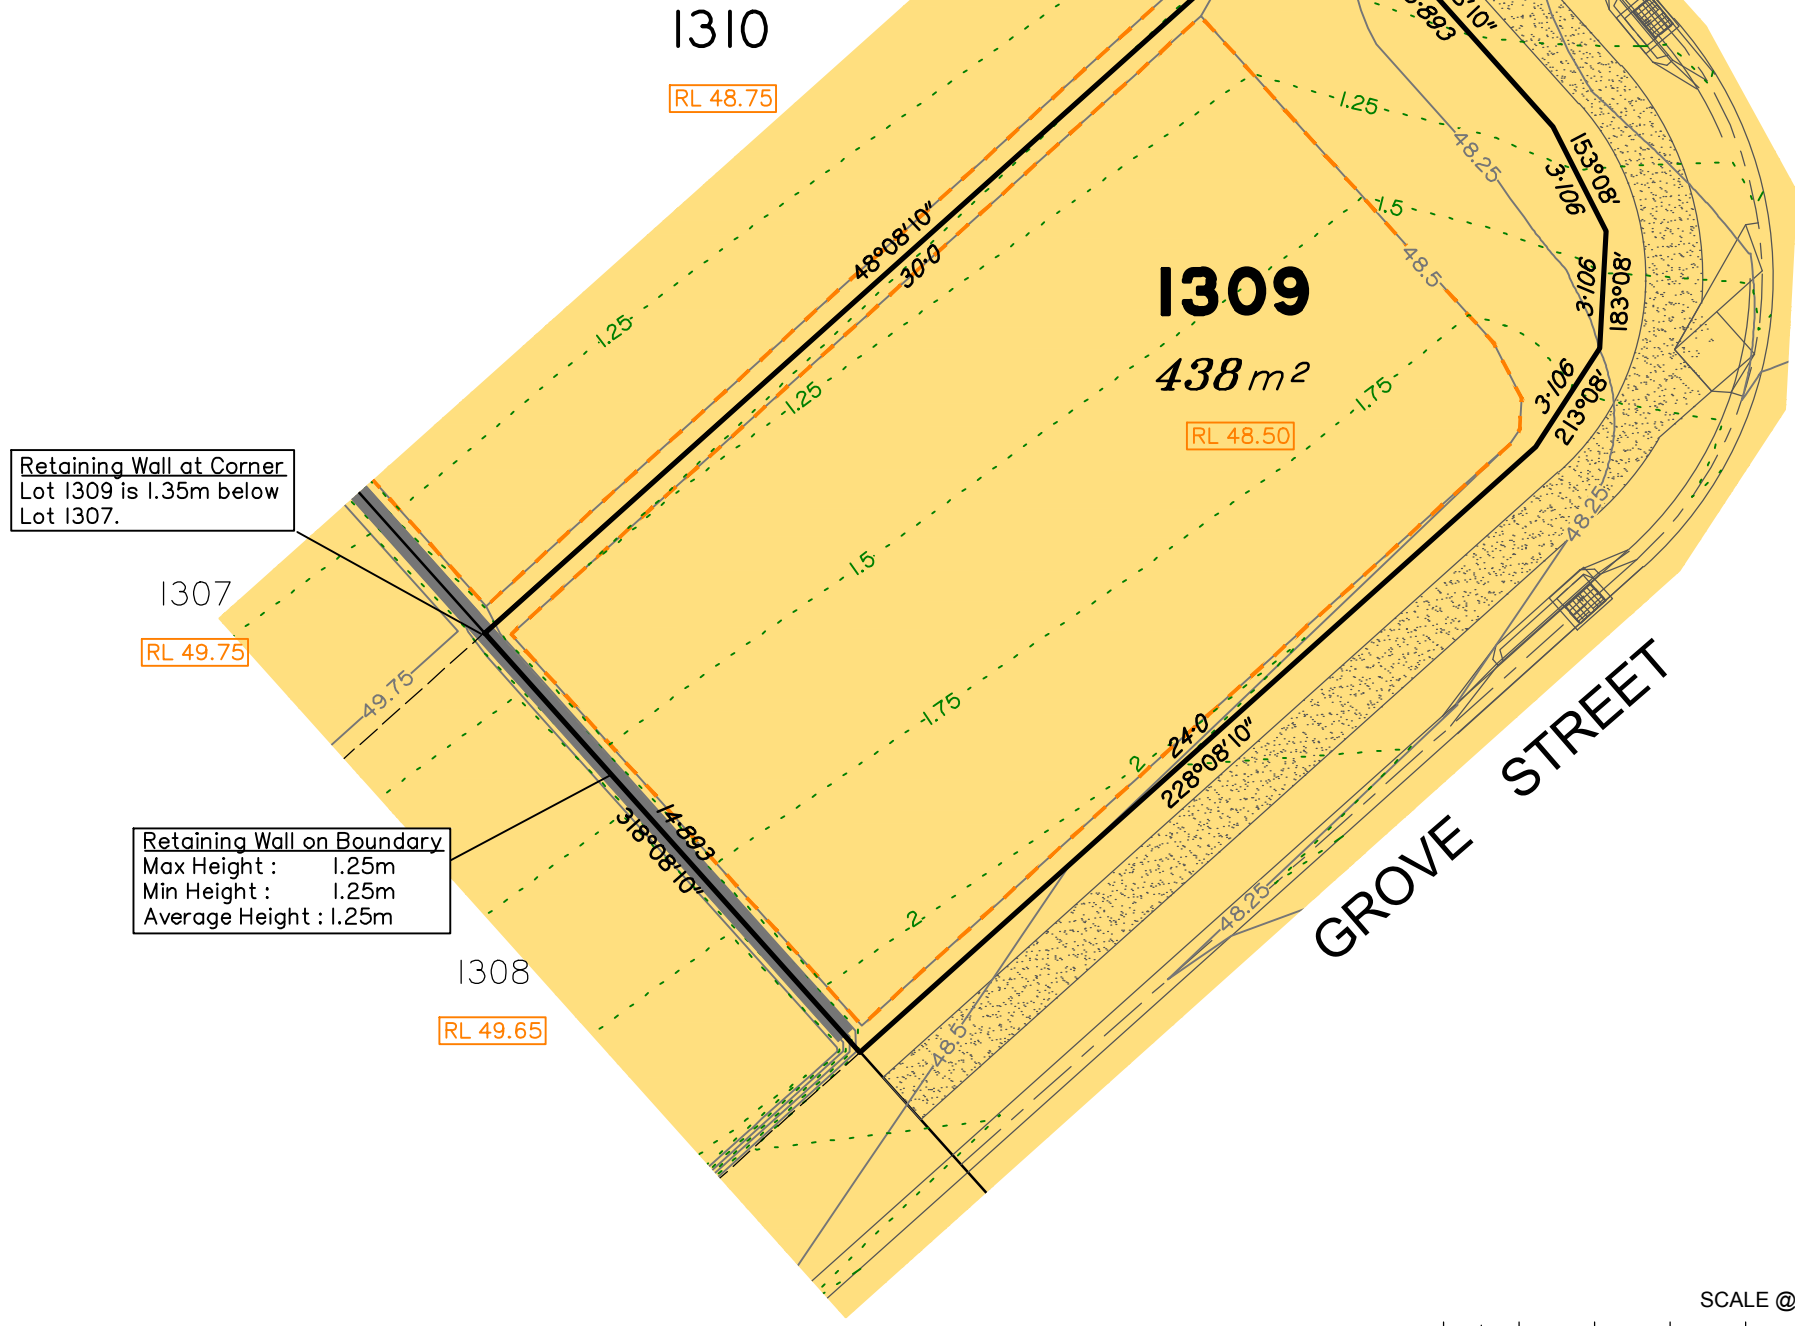 1310
RL 48.75
10"
8.893
1.25
48.25
153°08'
3·106
48°08'10"
30·0
1.5
1309
48.5
3·106
183°08'
438 m²
1.25
1.25
1.75
3·106
213°08'
RL 48.50
Retaining Wall at Corner
Lot 1309 is 1.35m below
Lot 1307.
48.25
1.5
1307
RL 49.75
49.75
1.75
24·0
228°08'10"
2
STREET
14·893
318°08'10"
Retaining Wall on Boundary
Max Height : 1.25m
Min Height : 1.25m
Average Height : 1.25m
2
48.25
GROVE
1308
RL 49.65
48.5
SCALE @